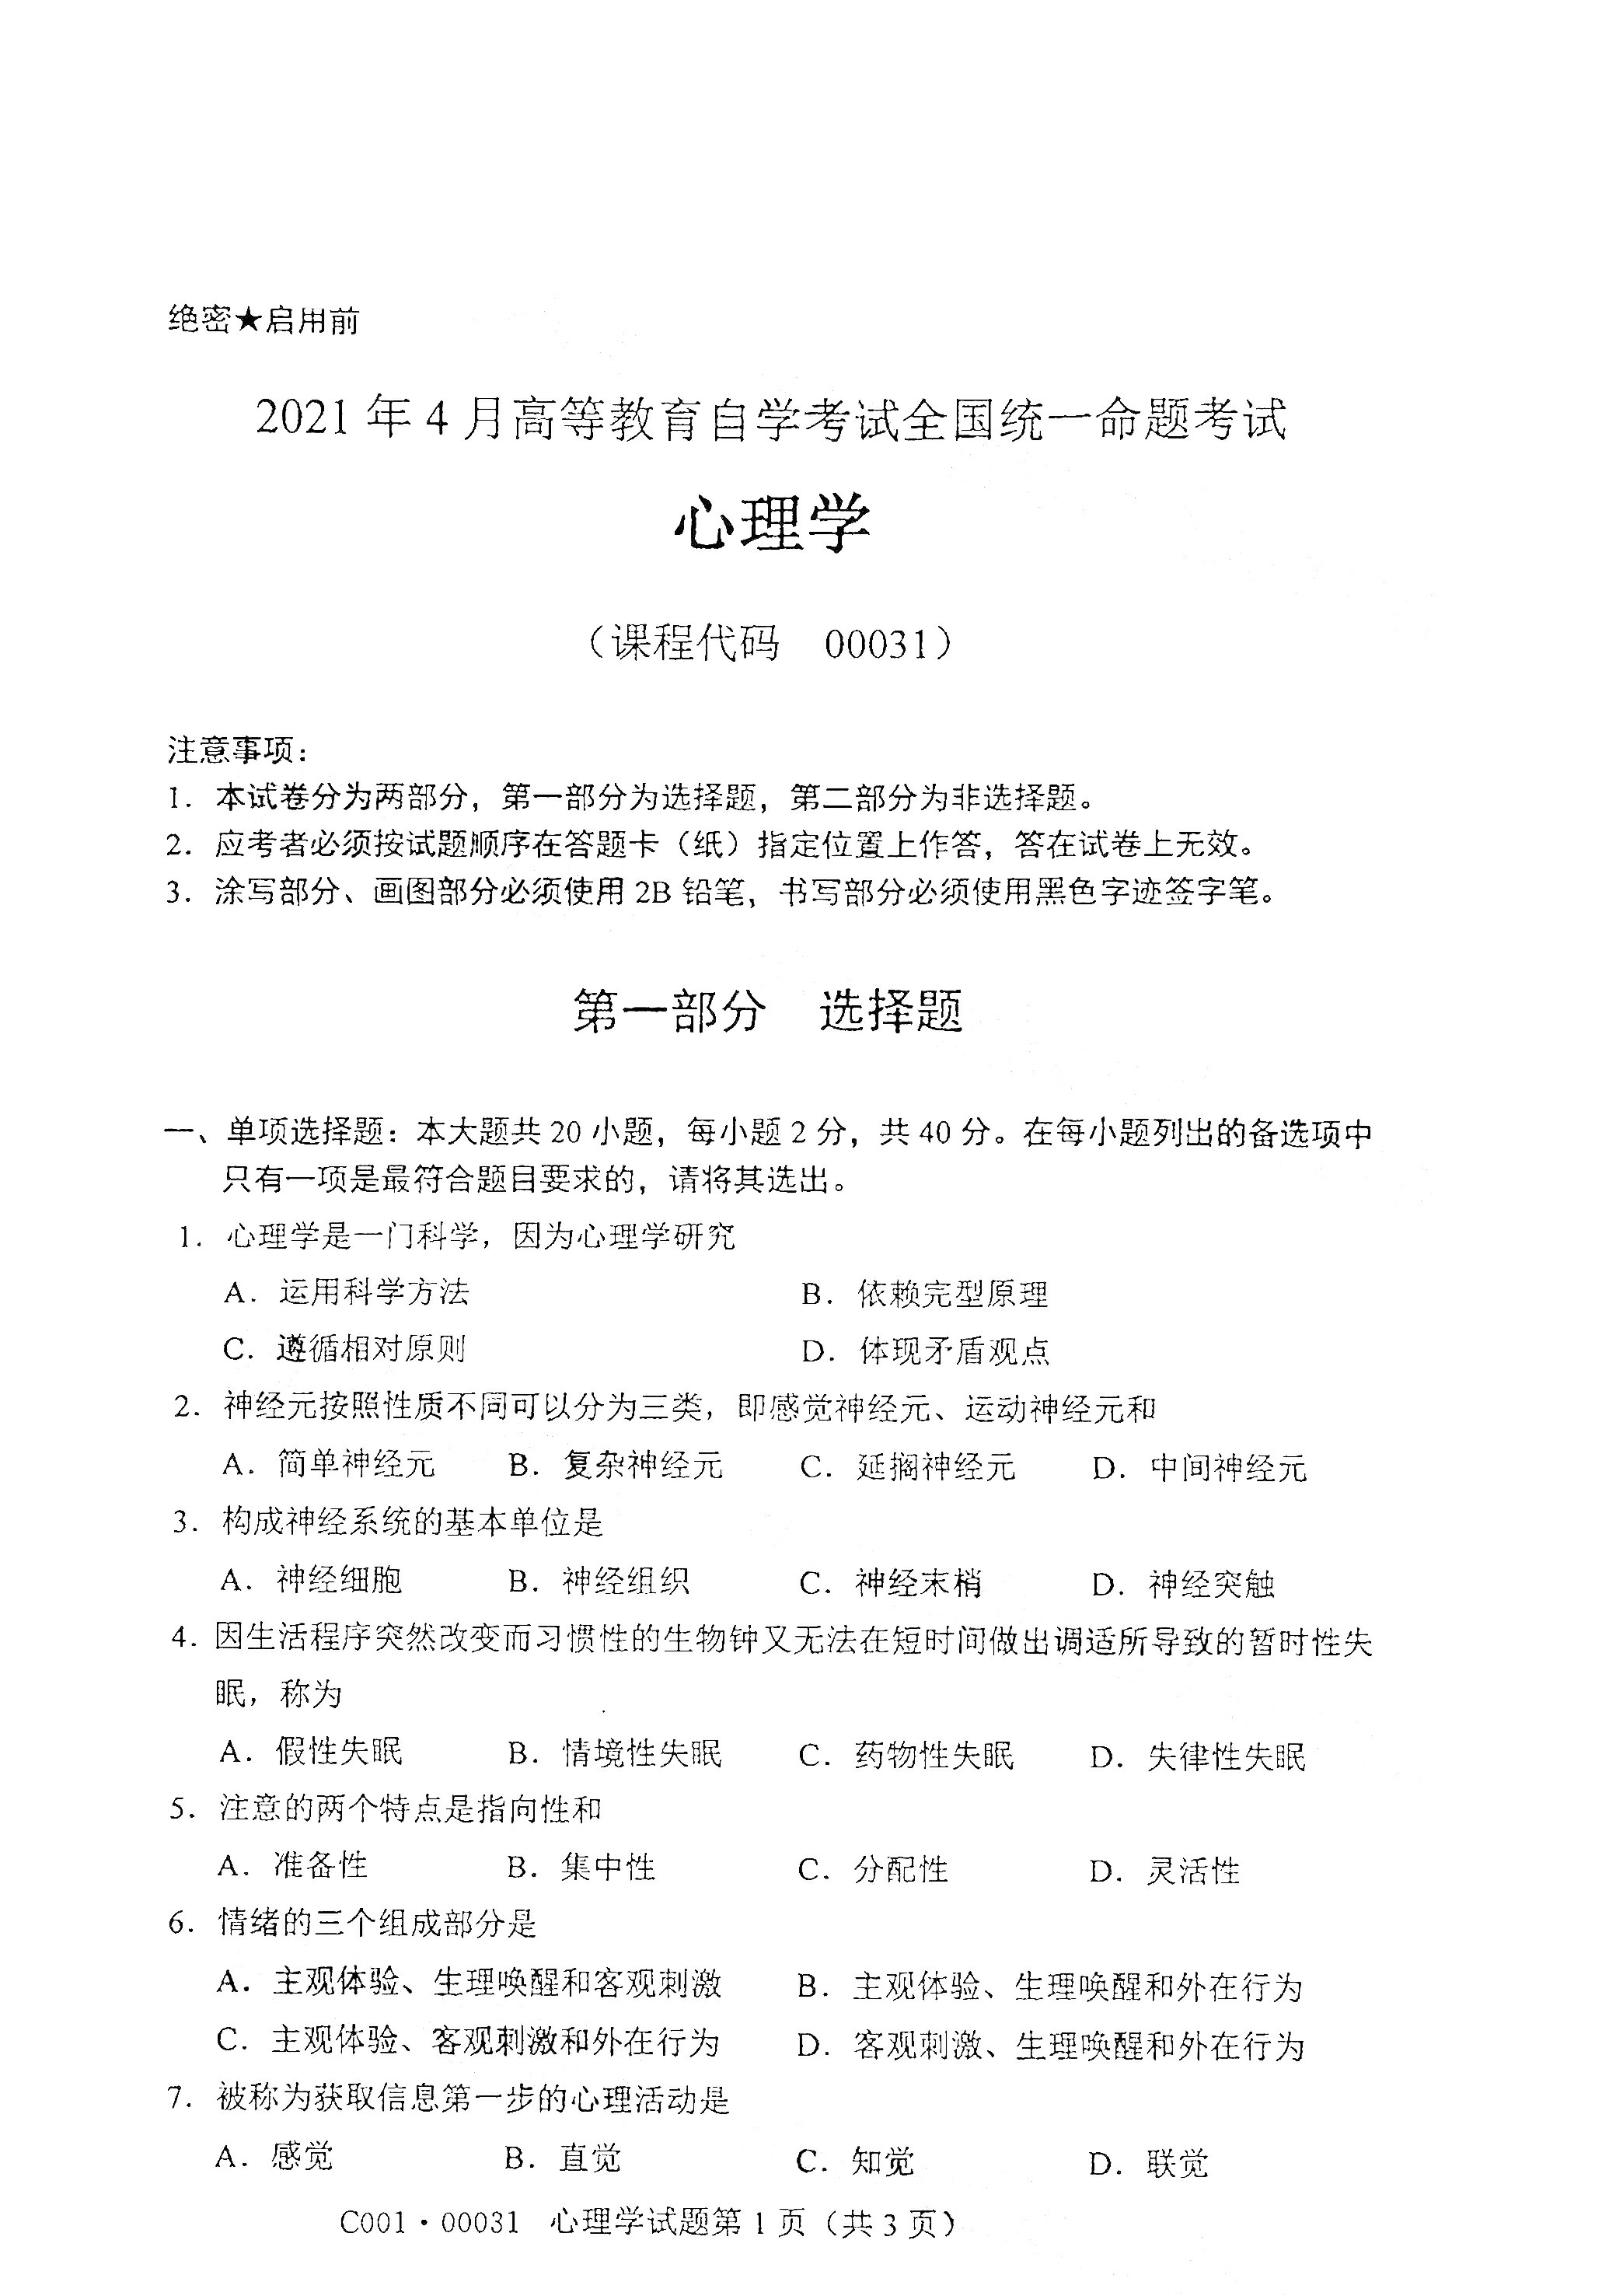 绝密★启用前
2021 年 4 月高等教育自学考试全国统一命题考试
心理学
（课程代码　00031）
注意事项：
1．本试卷分为两部分，第一部分为选择题，第二部分为非选择题。
2．应考者必须按试题顺序在答题卡（纸）指定位置上作答，答在试卷上无效。
3．涂写部分、画图部分必须使用 2B 铅笔，书写部分必须使用黑色字迹签字笔。
第一部分　选择题
一、单项选择题：本大题共 20 小题，每小题 2 分，共 40 分。在每小题列出的备选项中
只有一项是最符合题目要求的，请将其选出。
1．心理学是一门科学，因为心理学研究
A．运用科学方法　B．依赖完型原理
C．遵循相对原则　D．体现矛盾观点
2．神经元按照性质不同可以分为三类，即感觉神经元、运动神经元和
A．简单神经元　B．复杂神经元　C．延搁神经元　D．中间神经元
3．构成神经系统的基本单位是
A．神经细胞　B．神经组织　C．神经末梢　D．神经突触
4．因生活程序突然改变而习惯性的生物钟又无法在短时间做出调适所导致的暂时性失
眠，称为
A．假性失眠　B．情境性失眠　C．药物性失眠　D．失律性失眠
5．注意的两个特点是指向性和
A．准备性　B．集中性　C．分配性　D．灵活性
6．情绪的三个组成部分是
A．主观体验、生理唤醒和客观刺激　B．主观体验、生理唤醒和外在行为
C．主观体验、客观刺激和外在行为　D．客观刺激、生理唤醒和外在行为
7．被称为获取信息第一步的心理活动是
A．感觉　B．直觉　C．知觉　D．联觉
C001·00031　心理学试题第 1 页（共 3 页）